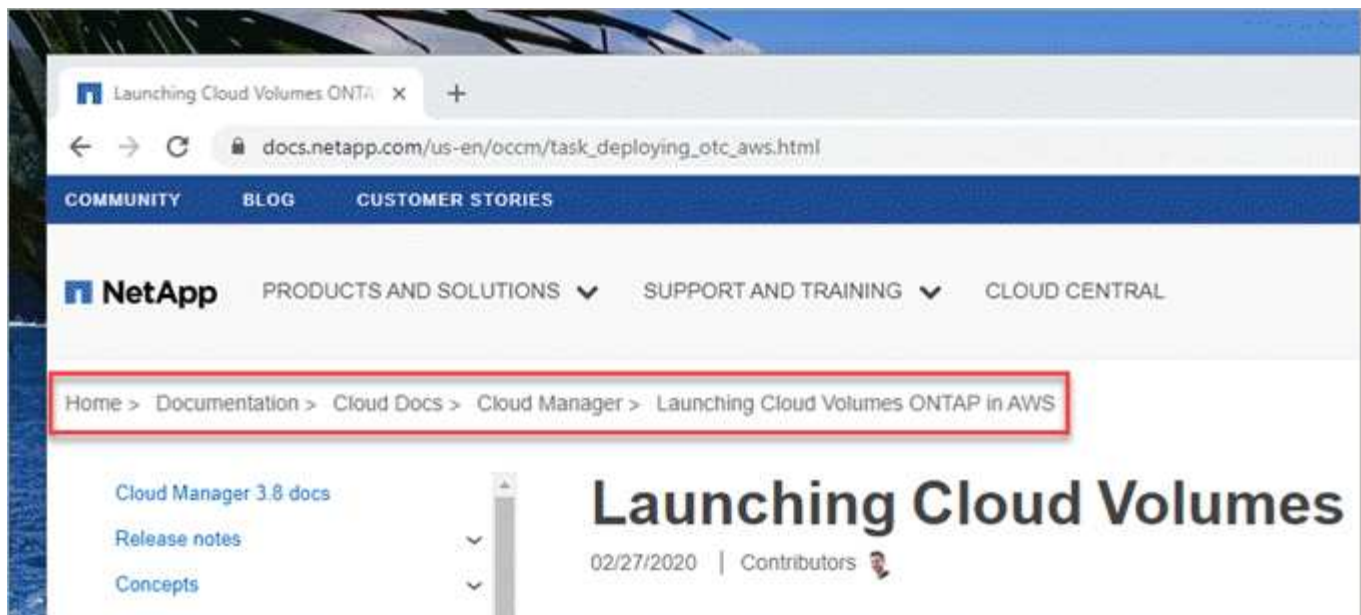 Launching Cloud Volumes ONTA
docs.netapp.com/us-en/occm/task_deploying_otc_aws.html
COMMUNITY BLOG CUSTOMER STORIES
NetApp PRODUCTS AND SOLUTIONS SUPPORT AND TRAINING CLOUD CENTRAL
Home > Documentation > Cloud Docs > Cloud Manager > Launching Cloud Volumes ONTAP in AWS
Cloud Manager 3.8 docs
Release notes
Concepts
Launching Cloud Volumes
02/27/2020 | Contributors